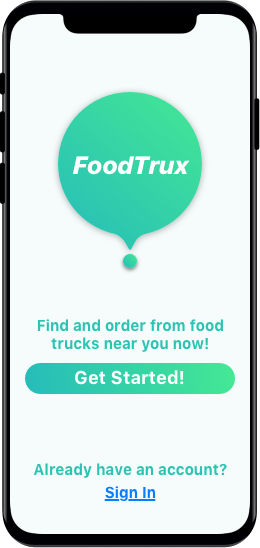 FoodTrux
Find and order from food
trucks near you now!
Get Started!
Already have an account?
Sign In